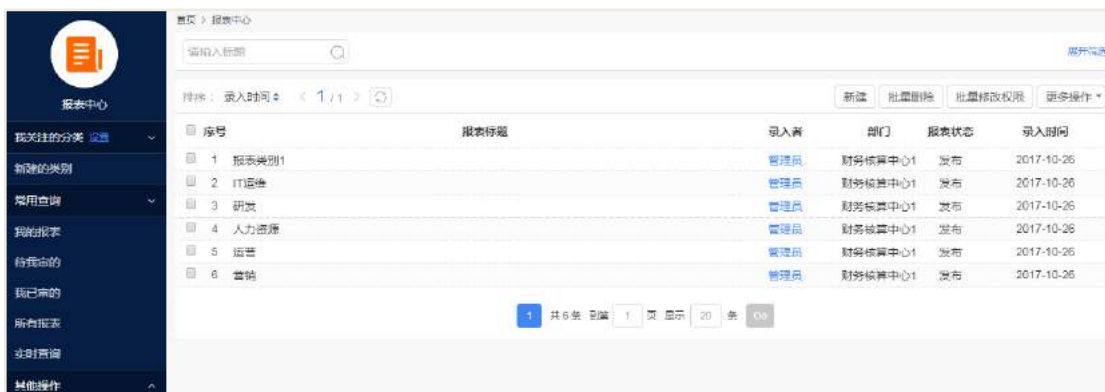 首页 > 报表中心
请输入标题
展开筛选
报表中心
排序： 录入时间 < 1 / 1 >
新建 批量删除 批量修改权限 更多操作
我关注的分类 设置
新建的类别
常用查询
我的报表
待我审的
我已审的
所有报表
实时查询
其他操作
序号 报表标题 录入者 部门 报表状态 录入时间
1 报表类别1 管理员 财务核算中心1 发布 2017-10-26
2 IT运维 管理员 财务核算中心1 发布 2017-10-26
3 研发 管理员 财务核算中心1 发布 2017-10-26
4 人力资源 管理员 财务核算中心1 发布 2017-10-26
5 运营 管理员 财务核算中心1 发布 2017-10-26
6 营销 管理员 财务核算中心1 发布 2017-10-26
1 共6条 到第 1 页 显示 20 条 Go